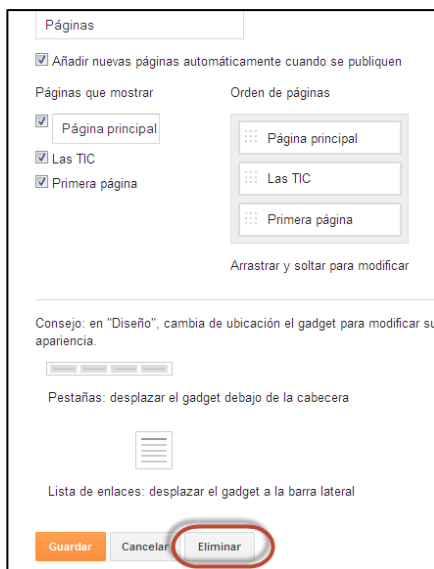 Páginas
Añadir nuevas páginas automáticamente cuando se publiquen
Páginas que mostrar
Orden de páginas
Página principal
Las TIC
Primera página
Página principal
Las TIC
Primera página
Arrastrar y soltar para modificar
Consejo: en "Diseño", cambia de ubicación el gadget para modificar su
apariencia.
Pestañas: desplazar el gadget debajo de la cabecera
Lista de enlaces: desplazar el gadget a la barra lateral
Guardar
Cancelar
Eliminar